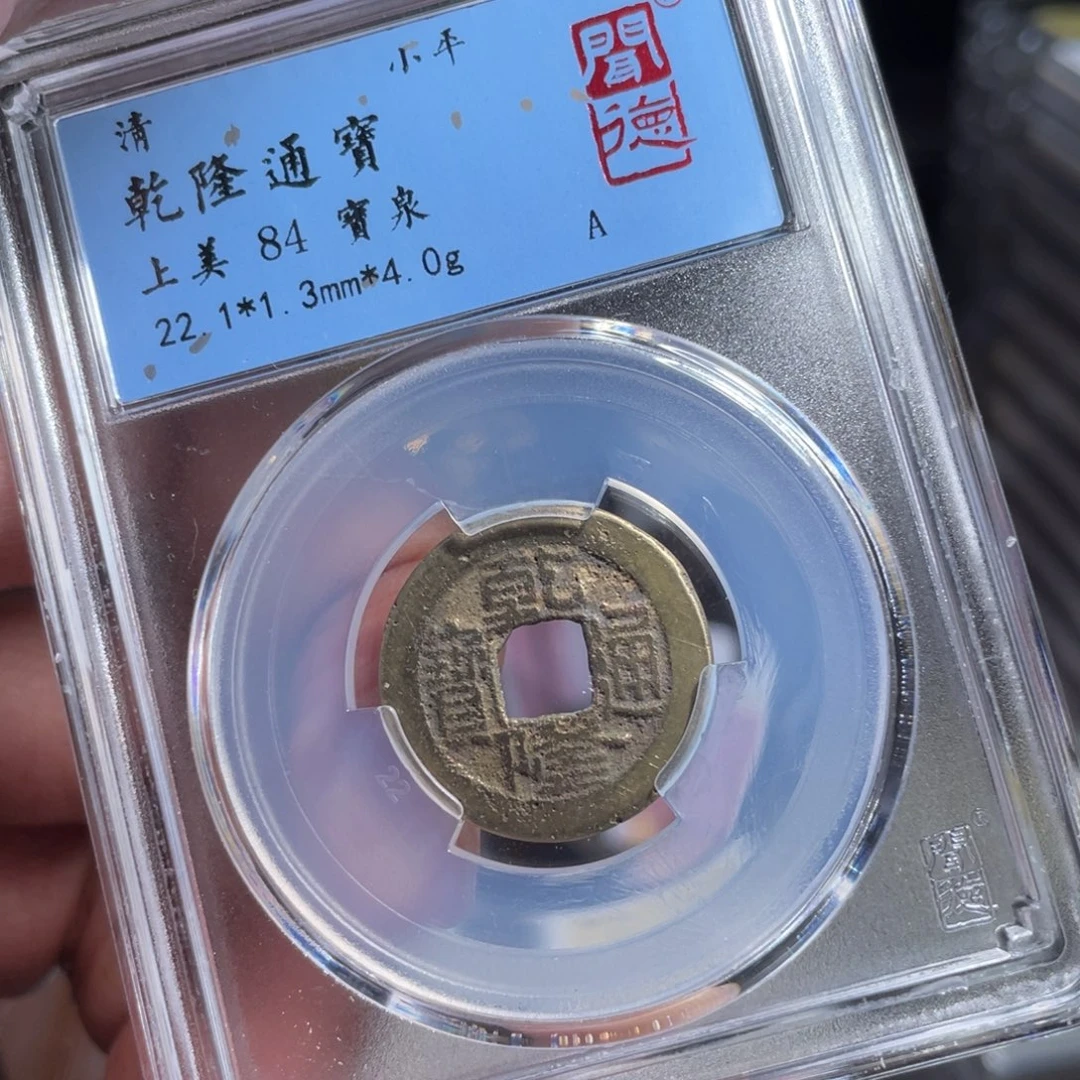 小平
清
乾隆通寶
上美 84 寶泉
22.1*1.3mm*4.0g
A
聞德
乾隆通寶
22
聞德